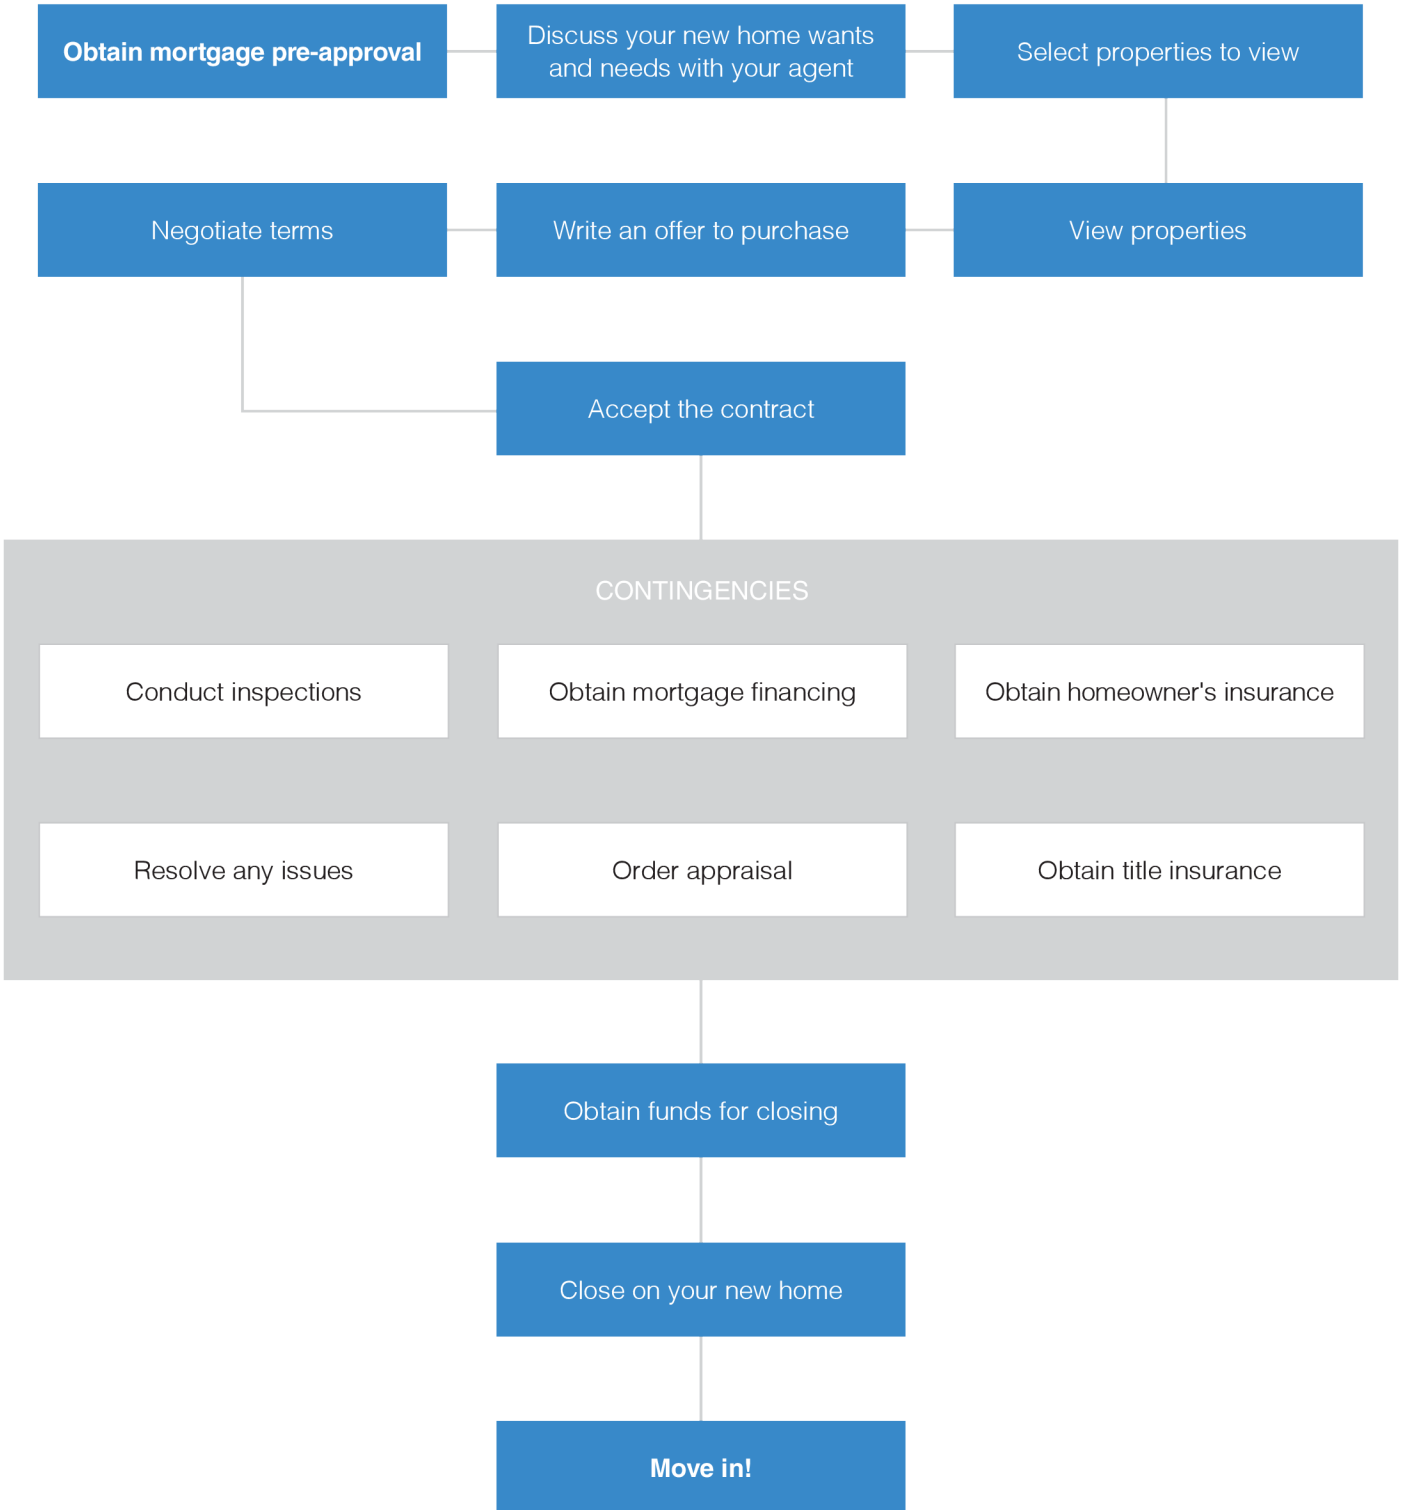 Obtain mortgage pre-approval
Discuss your new home wants
and needs with your agent
Select properties to view
View properties
Write an offer to purchase
Negotiate terms
Accept the contract
CONTINGENCIES
Conduct inspections
Obtain mortgage financing
Obtain homeowner's insurance
Resolve any issues
Order appraisal
Obtain title insurance
Obtain funds for closing
Close on your new home
Move in!